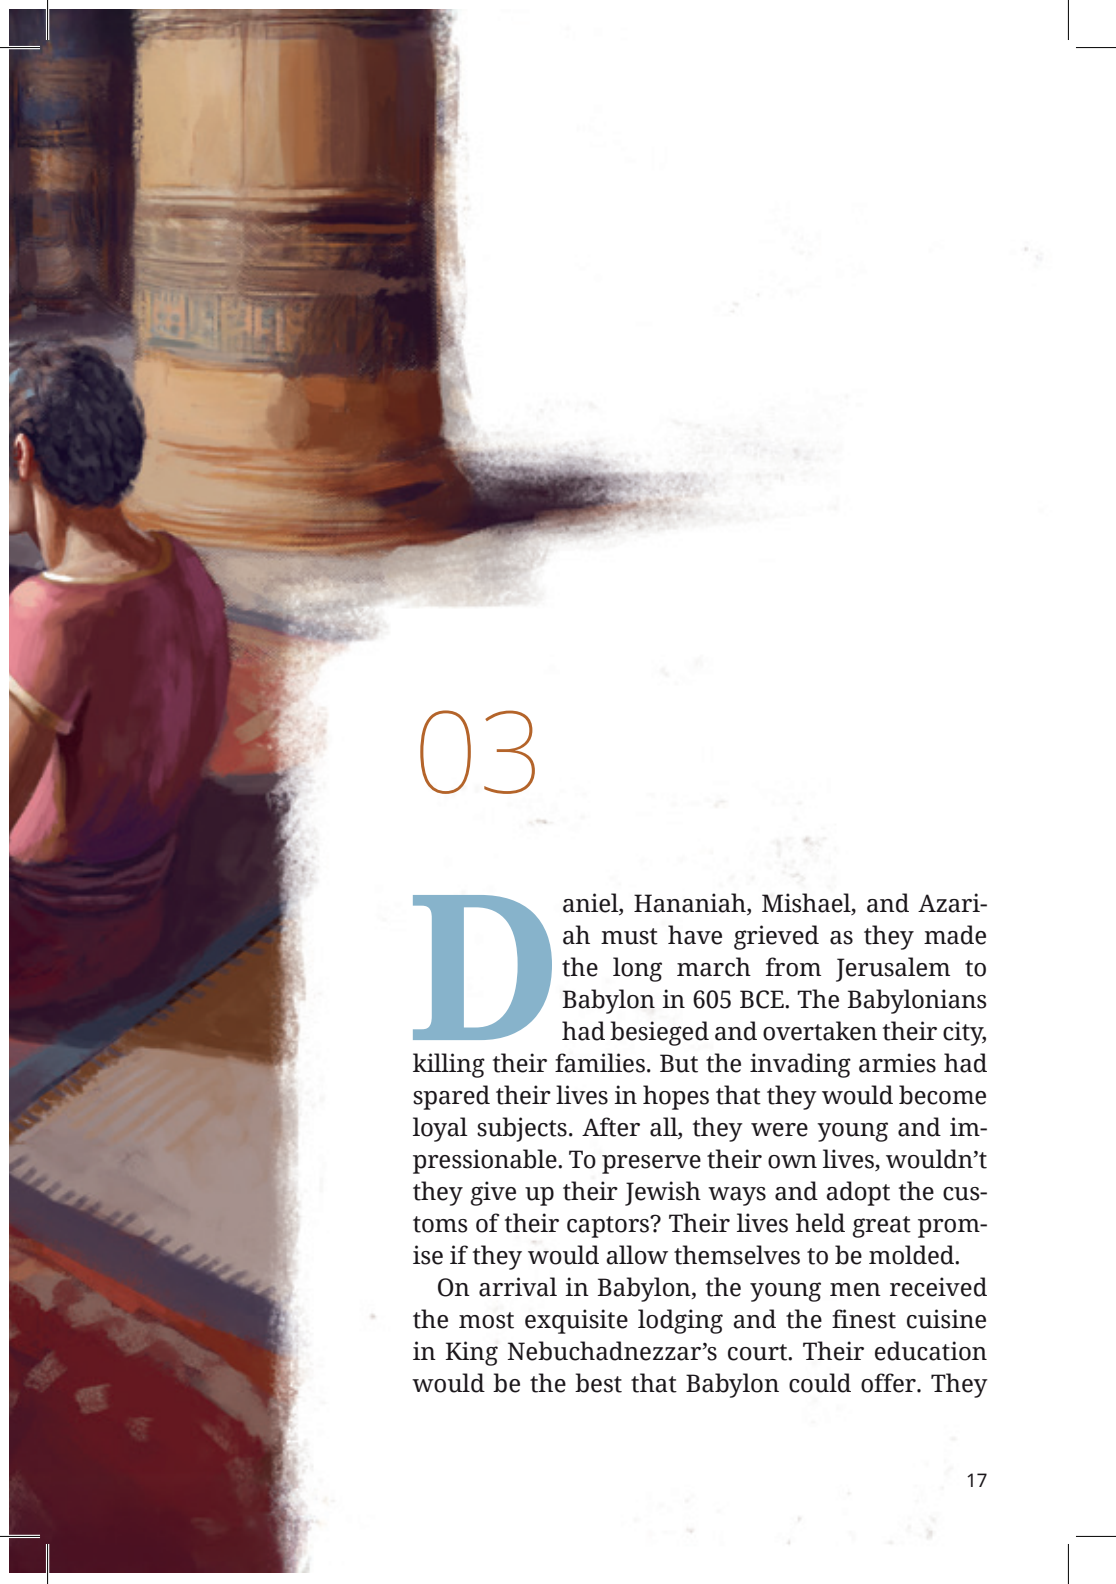 03
Daniel, Hananiah, Mishael, and Azari-
ah must have grieved as they made
the long march from Jerusalem to
Babylon in 605 BCE. The Babylonians
had besieged and overtaken their city,
killing their families. But the invading armies had
spared their lives in hopes that they would become
loyal subjects. After all, they were young and im-
pressionable. To preserve their own lives, wouldn’t
they give up their Jewish ways and adopt the cus-
toms of their captors? Their lives held great prom-
ise if they would allow themselves to be molded.
On arrival in Babylon, the young men received
the most exquisite lodging and the finest cuisine
in King Nebuchadnezzar’s court. Their education
would be the best that Babylon could offer. They
17